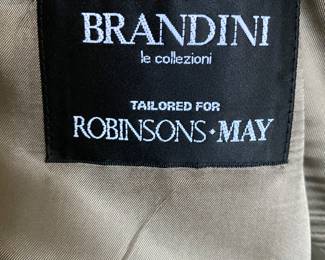 BRANDINI
le collezioni
TAILORED FOR
ROBINSONS·MAY